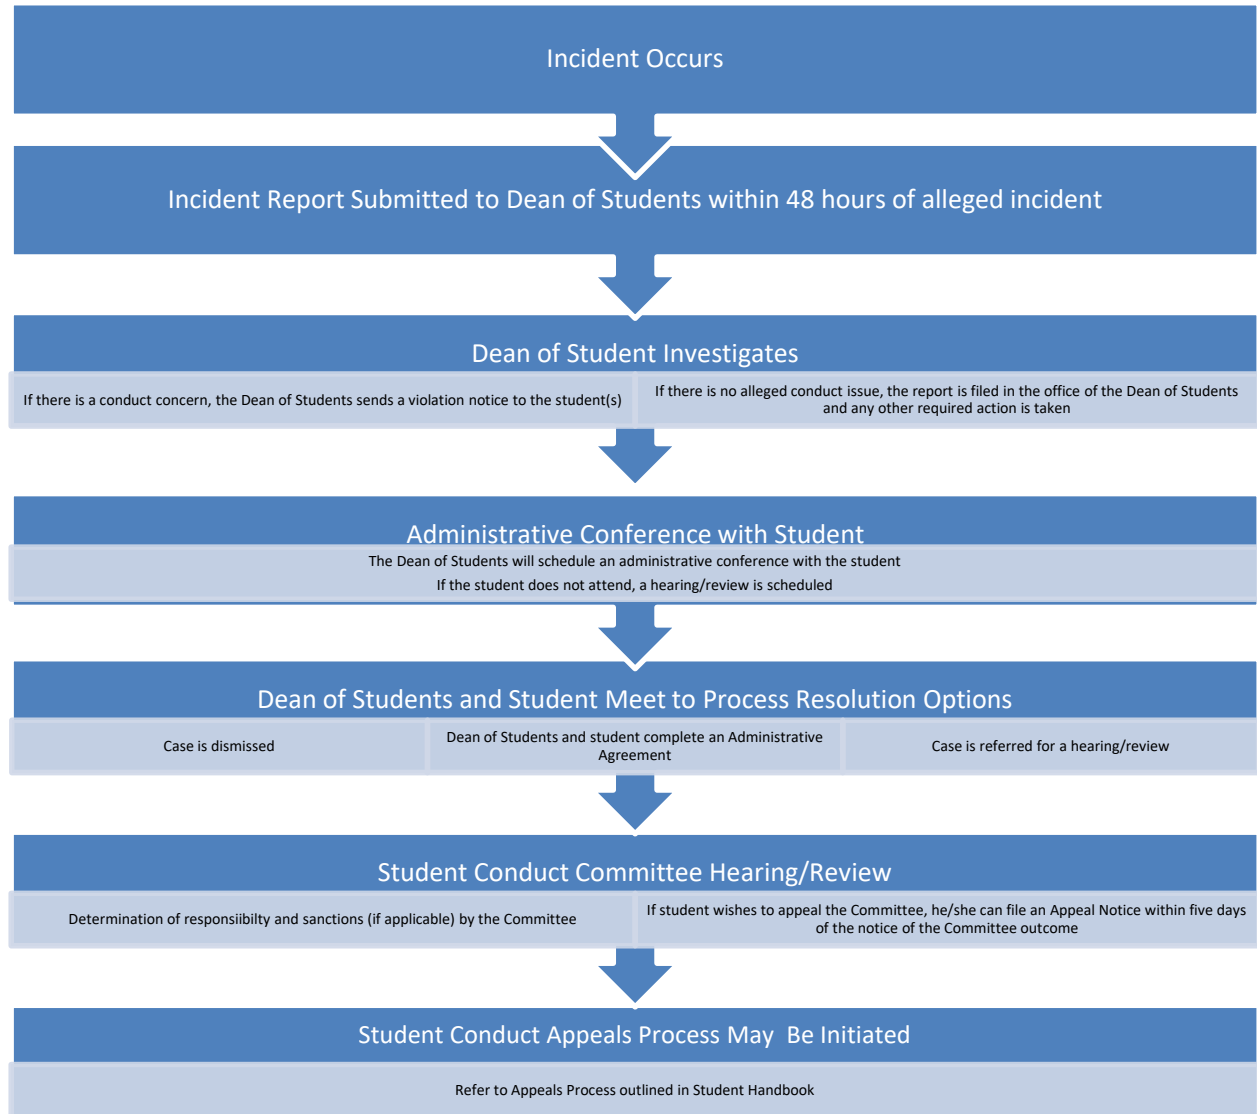 Incident Occurs
Incident Report Submitted to Dean of Students within 48 hours of alleged incident
Dean of Student Investigates
If there is a conduct concern, the Dean of Students sends a violation notice to the student(s)
If there is no alleged conduct issue, the report is filed in the office of the Dean of Students
and any other required action is taken
Administrative Conference with Student
The Dean of Students will schedule an administrative conference with the student
If the student does not attend, a hearing/review is scheduled
Dean of Students and Student Meet to Process Resolution Options
Case is dismissed
Dean of Students and student complete an Administrative
Agreement
Case is referred for a hearing/review
Student Conduct Committee Hearing/Review
Determination of responsiibilty and sanctions (if applicable) by the Committee
If student wishes to appeal the Committee, he/she can file an Appeal Notice within five days
of the notice of the Committee outcome
Student Conduct Appeals Process May  Be Initiated
Refer to Appeals Process outlined in Student Handbook